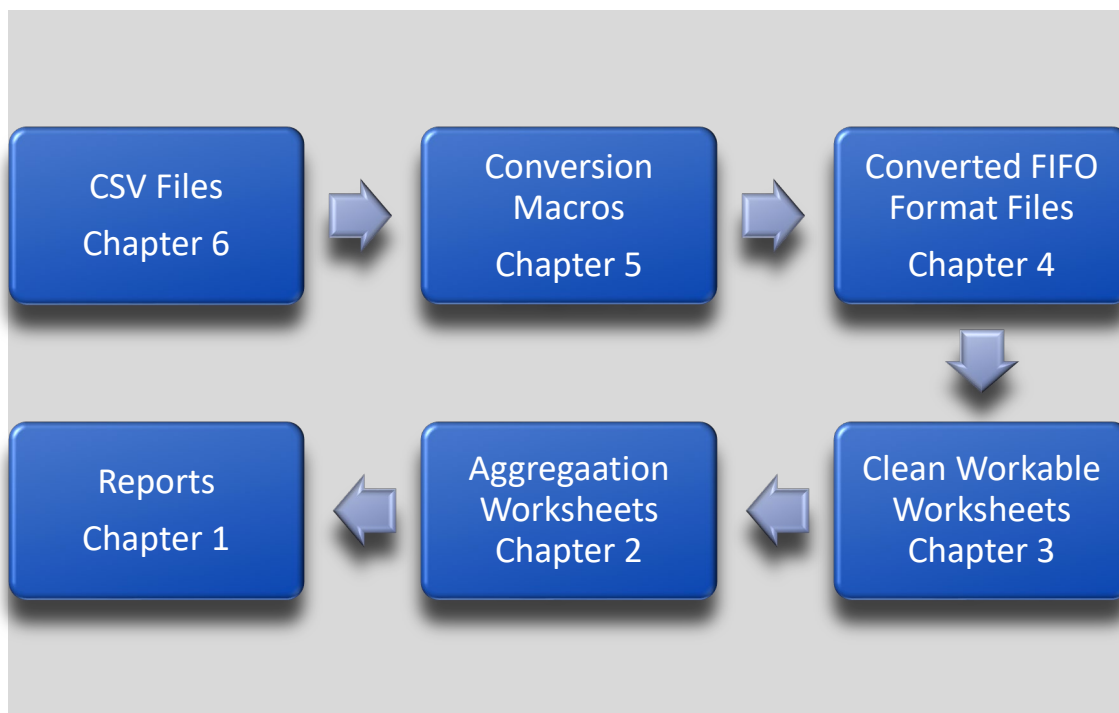 CSV Files
Chapter 6
Conversion
Macros
Chapter 5
Converted FIFO
Format Files
Chapter 4
Clean Workable
Worksheets
Chapter 3
Aggregaation
Worksheets
Chapter 2
Reports
Chapter 1